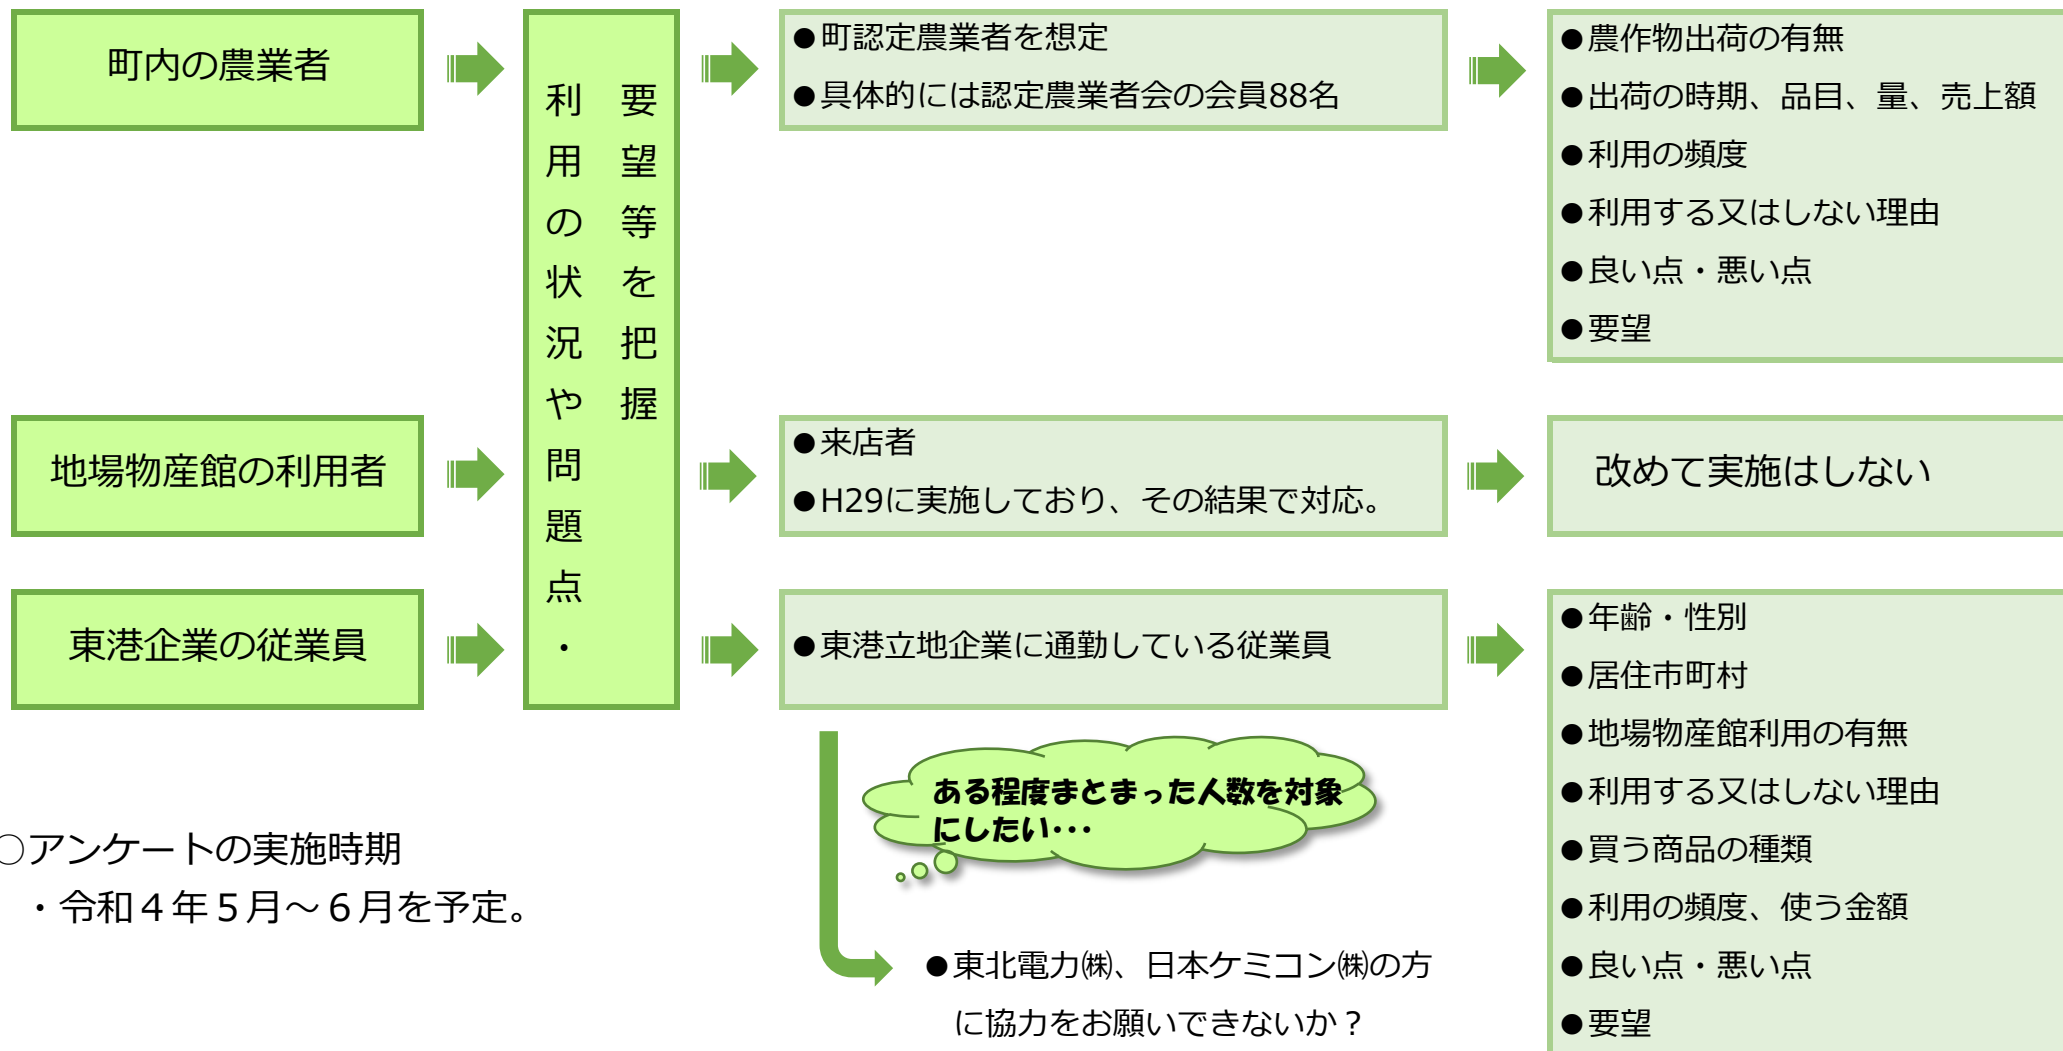 町内の農業者
利用の状況や問題点・
要望等を把握
●町認定農業者を想定
●具体的には認定農業者会の会員88名
●農作物出荷の有無
●出荷の時期、品目、量、売上額
●利用の頻度
●利用する又はしない理由
●良い点・悪い点
●要望
地場物産館の利用者
●来店者
●H29に実施しており、その結果で対応。
改めて実施はしない
東港企業の従業員
●東港立地企業に通勤している従業員
●年齢・性別
●居住市町村
●地場物産館利用の有無
●利用する又はしない理由
●買う商品の種類
●利用の頻度、使う金額
●良い点・悪い点
●要望
ある程度まとまった人数を対象
にしたい・・・
●東北電力㈱、日本ケミコン㈱の方
に協力をお願いできないか？
○アンケートの実施時期
・令和４年５月～６月を予定。